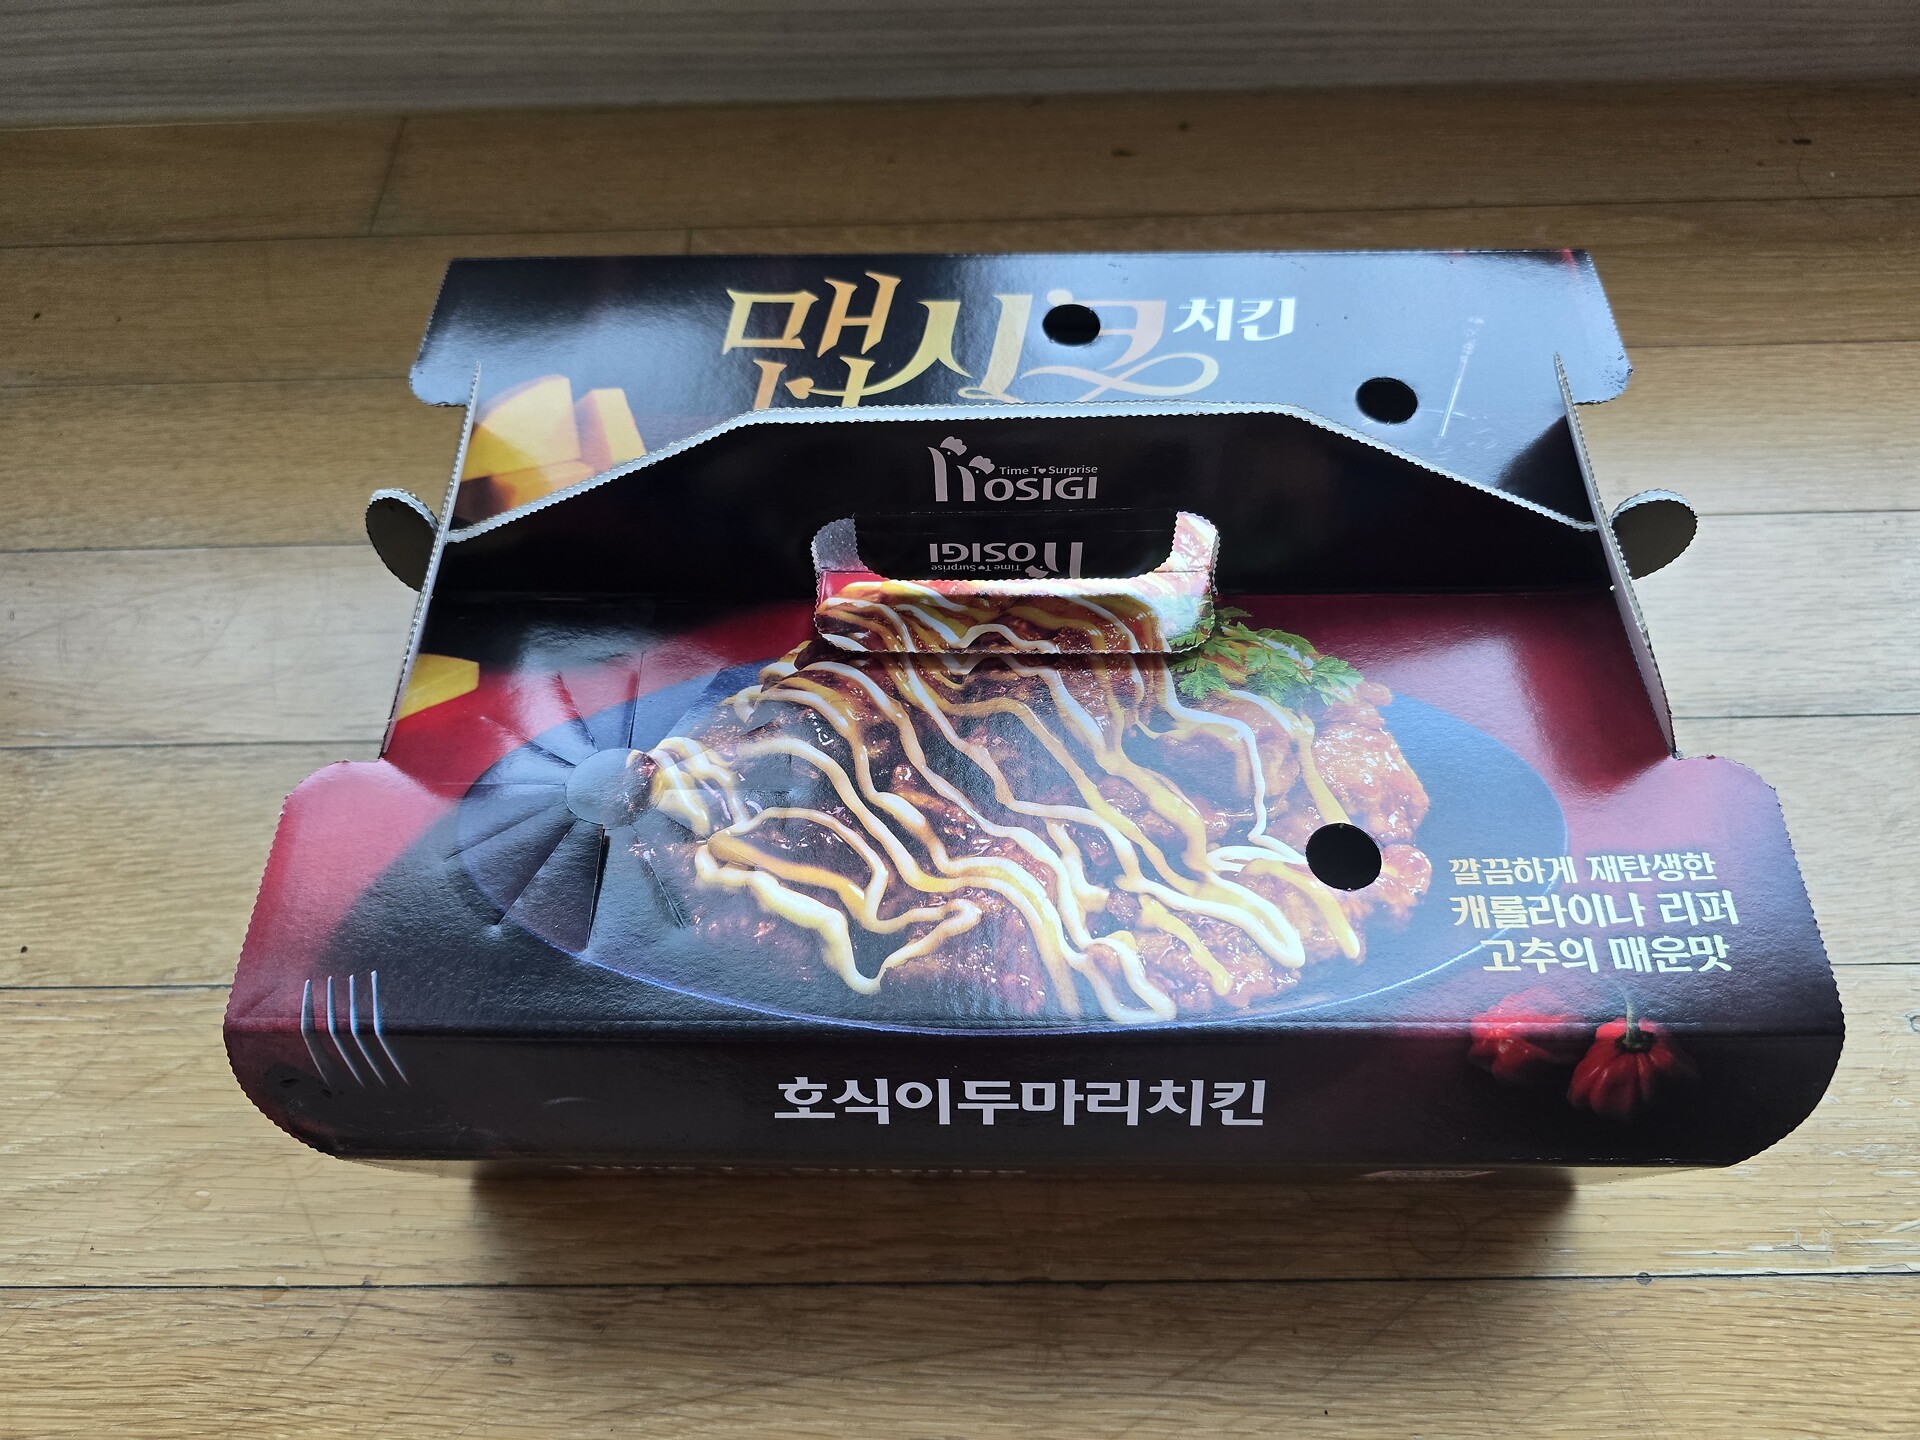 맵시크 치킨
Time To Surprise
HOSIGI
HOSIGI
Time To Surprise
깔끔하게 재탄생한
캐롤라이나 리퍼
고추의 매운맛
호식이두마리치킨